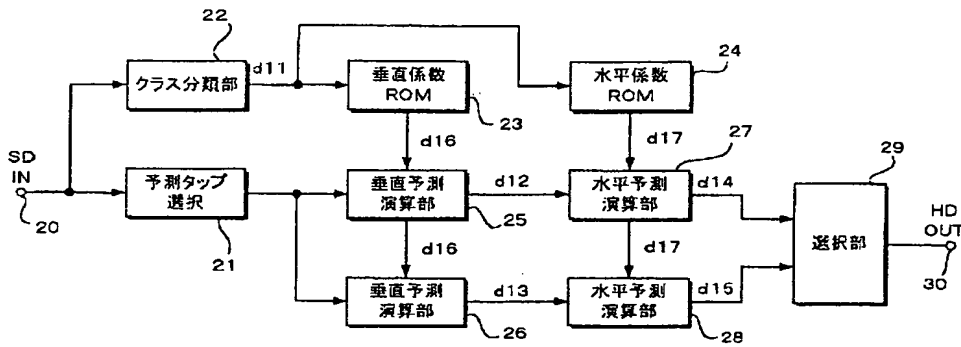 22
クラス分類部
d11
垂直係数
ROM
23
水平係数
ROM
24
d16
d17
SD
IN
20
予測タップ
選択
21
垂直予測
演算部
25
d12
水平予測
演算部
27
d14
29
選択部
HD
OUT
30
d16
d17
垂直予測
演算部
26
d13
水平予測
演算部
28
d15